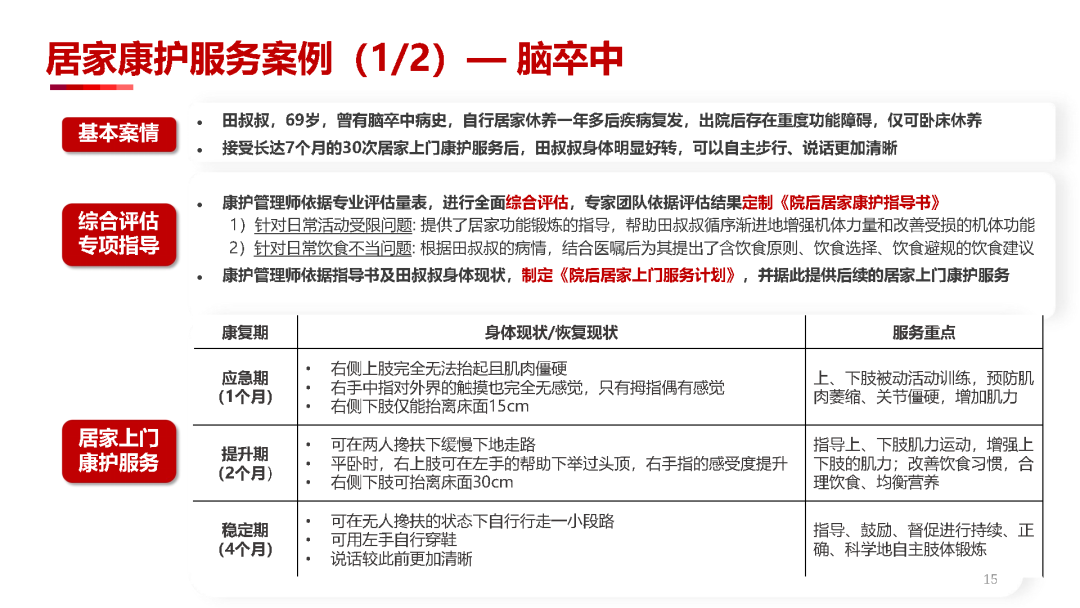 居家康护服务案例（1/2）— 脑卒中
基本案情
• 田叔叔，69岁，曾有脑卒中病史，自行居家休养一年多后疾病复发，出院后存在重度功能障碍，仅可卧床休养
• 接受长达7个月的30次居家上门康护服务后，田叔叔身体明显好转，可以自主步行、说话更加清晰
综合评估
专项指导
• 康护管理师依据专业评估量表，进行全面综合评估，专家团队依据评估结果定制《院后居家康护指导书》
1）针对日常活动受限问题: 提供了居家功能锻炼的指导，帮助田叔叔循序渐进地增强机体力量和改善受损的机体功能
2）针对日常饮食不当问题: 根据田叔叔的病情，结合医嘱后为其提出了含饮食原则、饮食选择、饮食避规的饮食建议
• 康护管理师依据指导书及田叔叔身体现状，制定《院后居家上门服务计划》，并据此提供后续的居家上门康护服务
居家上门
康护服务
康复期
身体现状/恢复现状
服务重点
应急期
(1个月)
• 右侧上肢完全无法抬起且肌肉僵硬
• 右手中指对外界的触摸也完全无感觉，只有拇指偶有感觉
• 右侧下肢仅能抬离床面15cm
上、下肢被动活动训练，预防肌
肉萎缩、关节僵硬，增加肌力
提升期
(2个月）
• 可在两人搀扶下缓慢下地走路
• 平卧时，右上肢可在左手的帮助下举过头顶，右手指的感受度提升
• 右侧下肢可抬离床面30cm
指导上、下肢肌力运动，增强上
下肢的肌力；改善饮食习惯，合
理饮食、均衡营养
稳定期
(4个月)
• 可在无人搀扶的状态下自行行走一小段路
• 可用左手自行穿鞋
• 说话较此前更加清晰
指导、鼓励、督促进行持续、正
确、科学地自主肢体锻炼
15